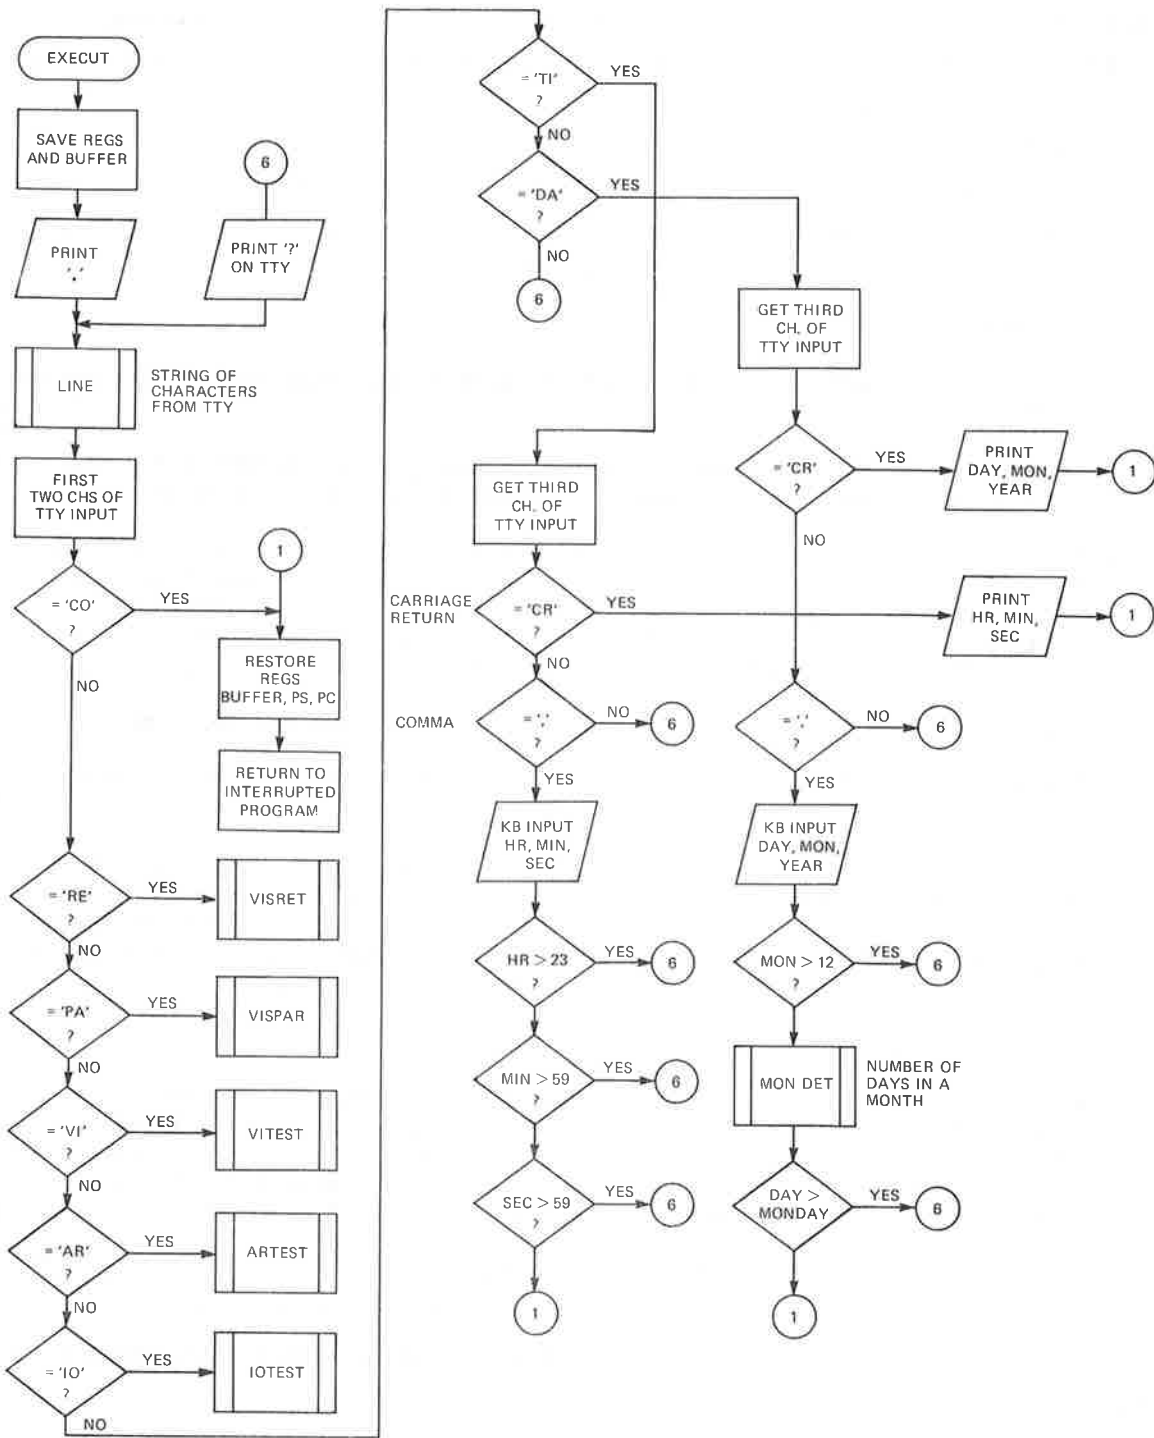 EXECUT
SAVE REGS
AND BUFFER
PRINT
'.'
6
PRINT '?'
ON TTY
LINE
STRING OF
CHARACTERS
FROM TTY
FIRST
TWO CHS OF
TTY INPUT
= 'CO'
?
YES
NO
1
RESTORE
REGS
BUFFER, PS, PC
RETURN TO
INTERRUPTED
PROGRAM
= 'RE'
?
YES
NO
VISRET
= 'PA'
?
YES
NO
VISPAR
= 'VI'
?
YES
NO
VITEST
= 'AR'
?
YES
NO
ARTEST
= 'IO'
?
YES
NO
IOTEST
= 'TI'
?
YES
NO
= 'DA'
?
YES
NO
6
GET THIRD
CH. OF
TTY INPUT
CARRIAGE
RETURN
= 'CR'
?
YES
NO
PRINT
HR, MIN,
SEC
1
COMMA
= ','
?
NO
6
YES
KB INPUT
HR, MIN,
SEC
HR > 23
?
YES
6
MIN > 59
?
YES
6
SEC > 59
?
YES
6
1
GET THIRD
CH. OF
TTY INPUT
= 'CR'
?
YES
NO
PRINT
DAY, MON,
YEAR
1
= ','
?
NO
6
YES
KB INPUT
DAY, MON,
YEAR
MON > 12
?
YES
6
MON DET
NUMBER OF
DAYS IN A
MONTH
DAY >
MONDAY
YES
6
1